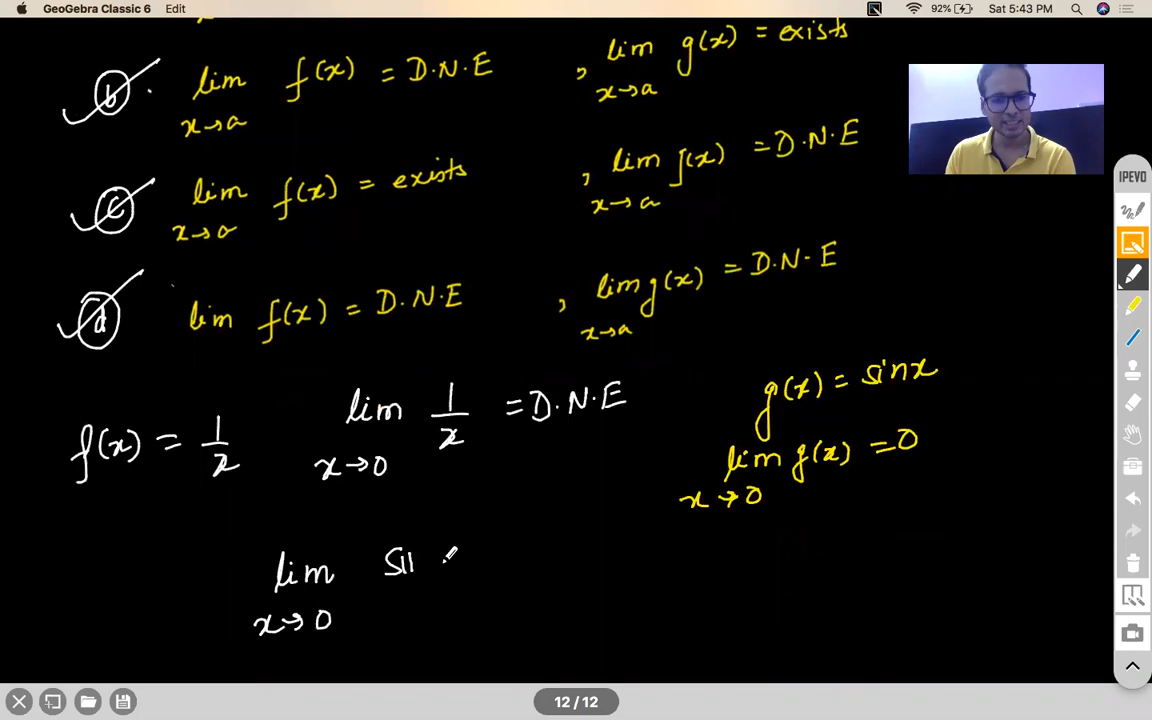 GeoGebra Classic 6 Edit 92% Sat 5:43 PM
b. lim x→a f(x) = D.N.E , lim x→a g(x) = exists
IPEVO
c lim x→a f(x) = exists , lim x→a f(x) = D.N.E
d lim f(x) = D.N.E , lim x→a g(x) = D.N.E
g(x) = sinx
f(x) = 1/x lim x→0 1/x = D.N.E
lim x→0 g(x) = 0
lim x→0
12 / 12